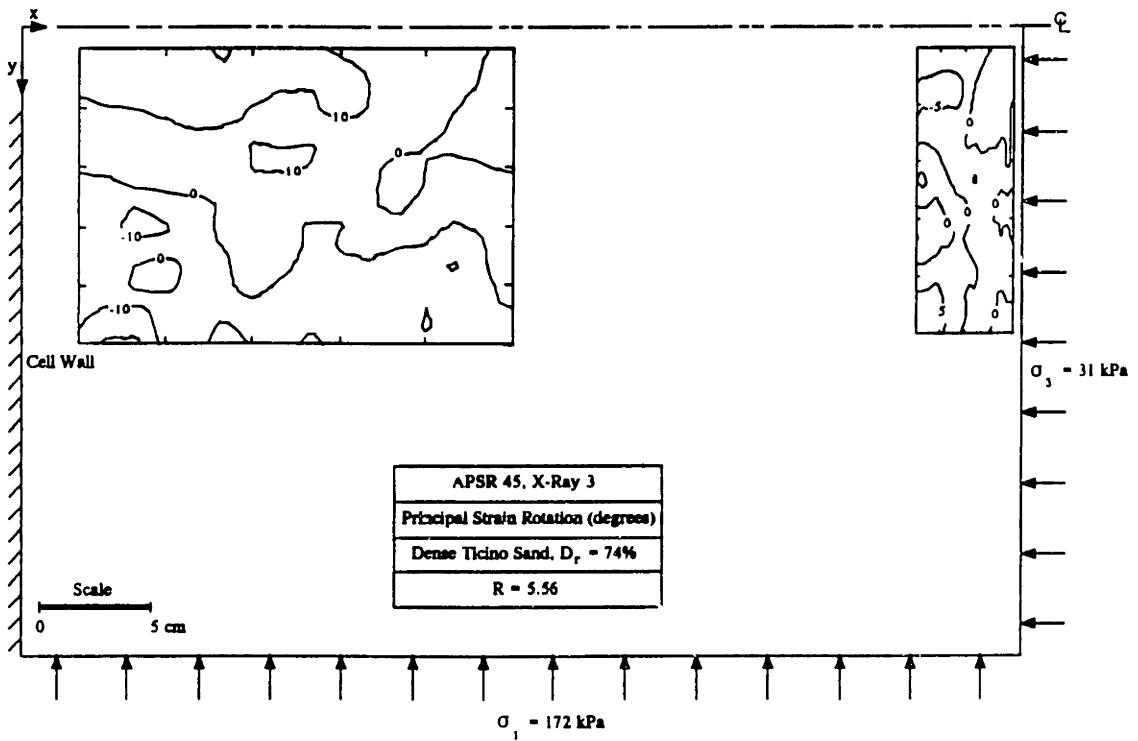 x
℄
y
10
-5
0
0
10
0
0
0
0
-10
0
0
-10
5
0
Cell Wall
σ3 = 31 kPa
APSR 45, X-Ray 3
Principal Strain Rotation (degrees)
Dense Ticino Sand, Dr = 74%
R = 5.56
Scale
0 5 cm
σ1 = 172 kPa